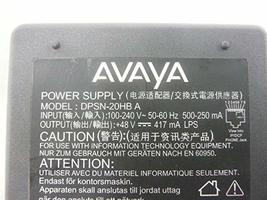 AVAYA
POWER SUPPLY (电源适配器/交換式電源供應器)
MODEL: DPSN-20HB A
INPUT(输入/輸入):100-240 V~ 50-60 Hz 500-250 mA
OUTPUT(输出/輸出): +48 V 417 mA LPS
CAUTION (警告):(适用于资讯类产品)
FOR USE WITH INFORMATION TECHNOLOGY EQUIPMENT
NUR ZUM GEBRAUCH MIT GERÄTEN NACH EN 60950.
ATTENTION:
UTILISER AVEC DU MATERIEL INFORMATIQUE SEULEMENT
Endast för kontorsmaskin.
Apparaten skall anslutas till jordat uttag